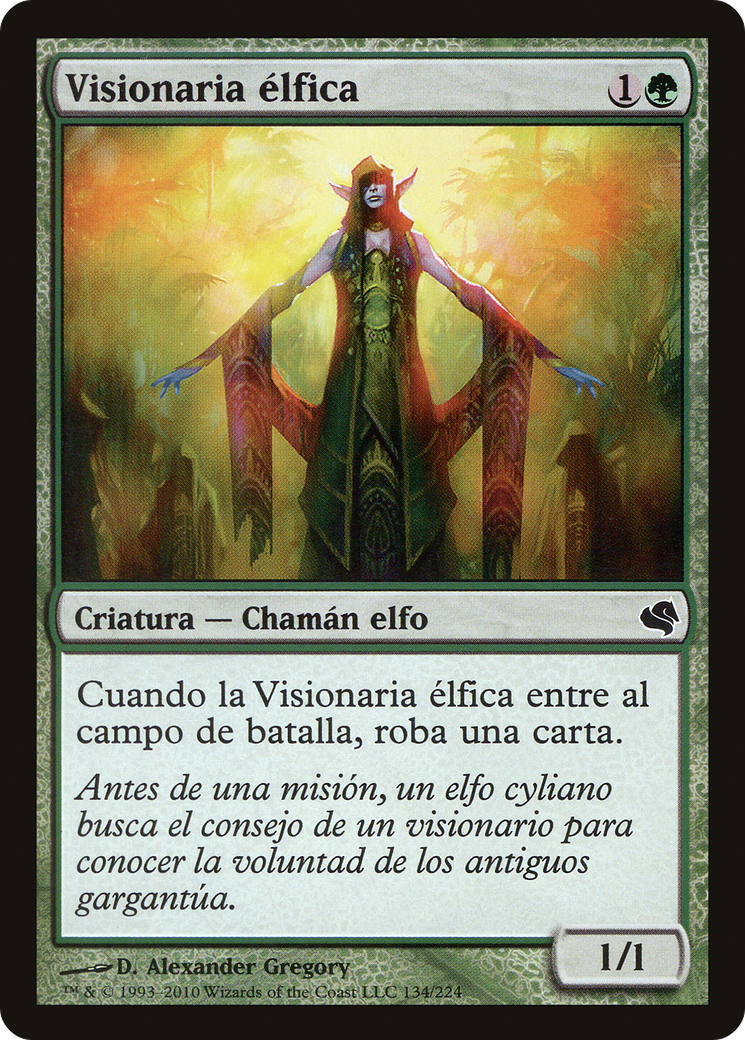 Visionaria élfica
1
Criatura — Chamán elfo
Cuando la Visionaria élfica entre al
campo de batalla, roba una carta.
Antes de una misión, un elfo cyliano
busca el consejo de un visionario para
conocer la voluntad de los antiguos
gargantúa.
1/1
D. Alexander Gregory
™ & © 1993–2010 Wizards of the Coast LLC 134/224